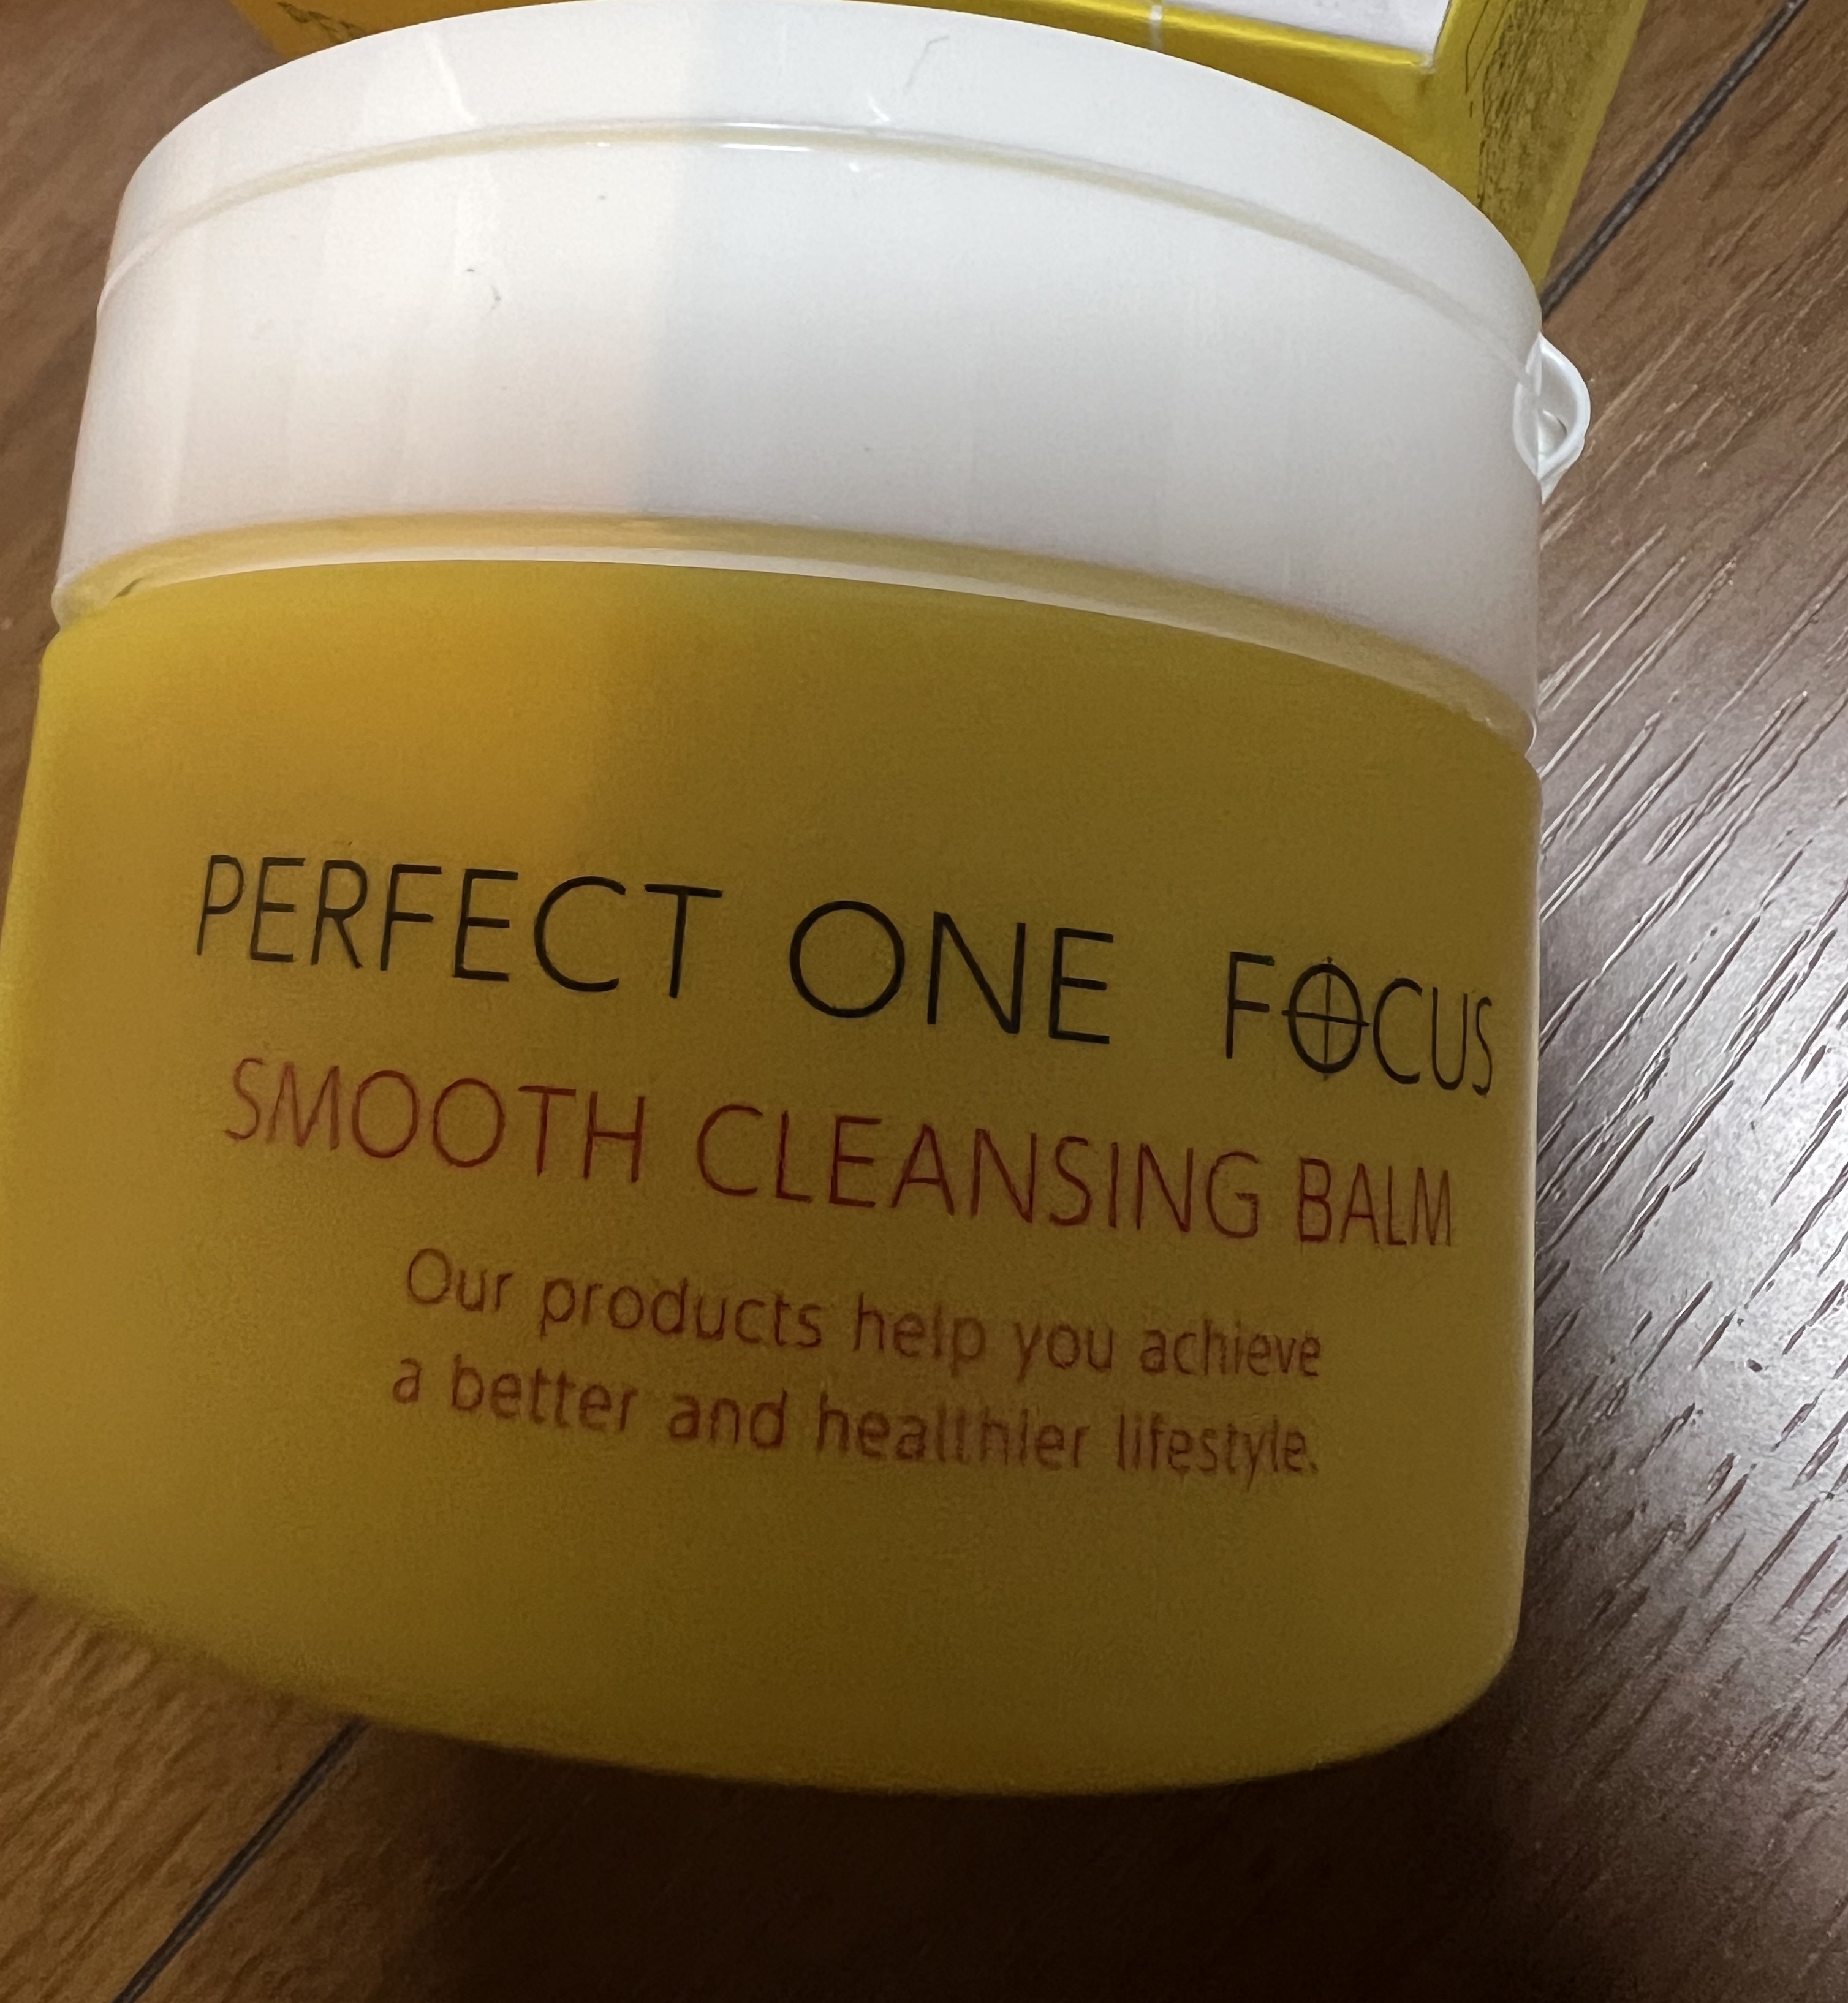 PERFECT ONE FOCUS
SMOOTH CLEANSING BALM
Our products help you achieve
a better and healthier lifestyle.